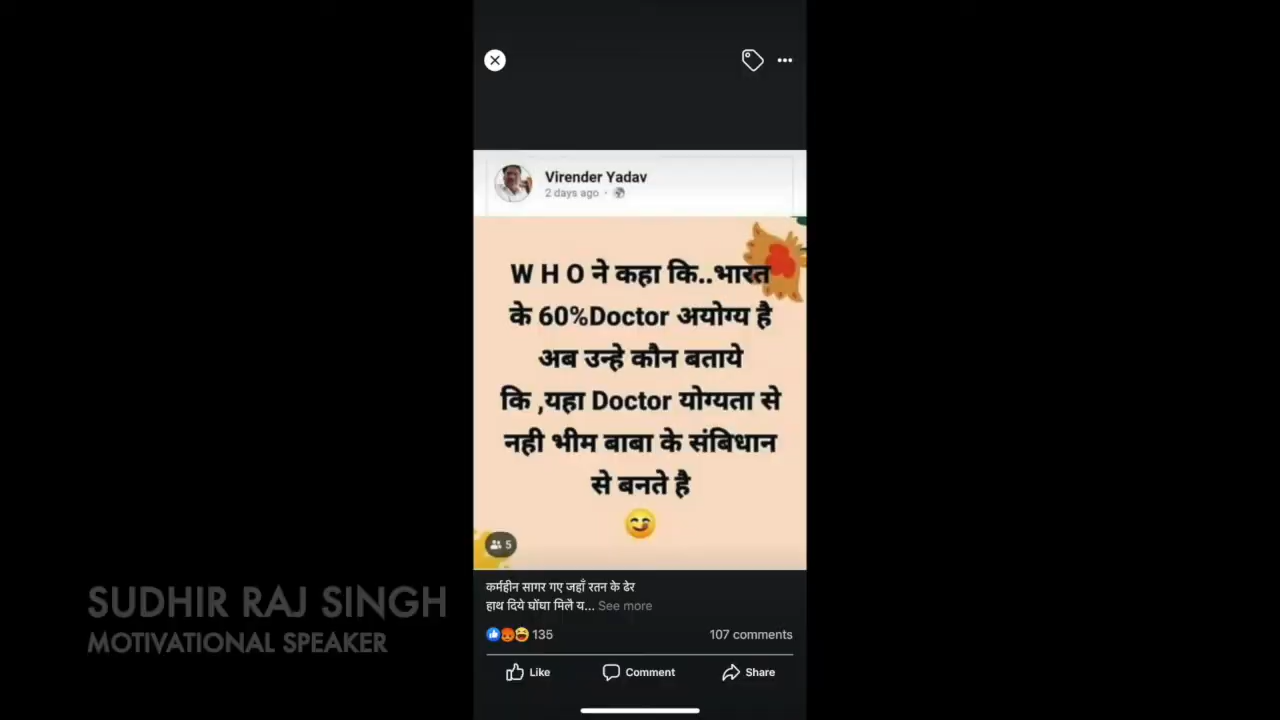 Virender Yadav
2 days ago ·
W H O ने कहा कि..भारत
के 60%Doctor अयोग्य है
अब उन्हे कौन बताये
कि ,यहा Doctor योग्यता से
नही भीम बाबा के संबिधान
से बनते है
5
कर्महीन सागर गए जहाँ रतन के ढेर
हाथ दिये घोंघा मिलै य... See more
135
107 comments
Like
Comment
Share
SUDHIR RAJ SINGH
MOTIVATIONAL SPEAKER